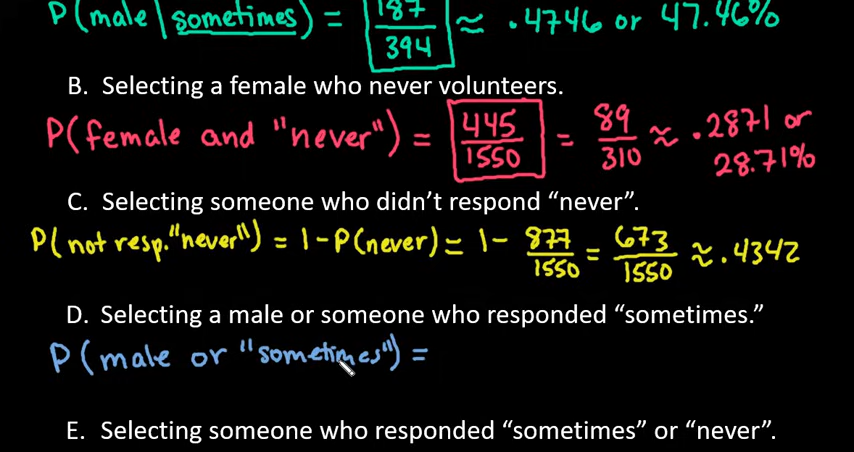 P(male | sometimes) = 187/394 ≈ .4746 or 47.46%
B. Selecting a female who never volunteers.
P(female and "never") = 445/1550 = 89/310 ≈ .2871 or 28.71%
C. Selecting someone who didn’t respond “never”.
P(not resp. "never") = 1 - P(never) = 1 - 877/1550 = 673/1550 ≈ .4342
D. Selecting a male or someone who responded “sometimes.”
P(male or "sometimes") =
E. Selecting someone who responded “sometimes” or “never”.